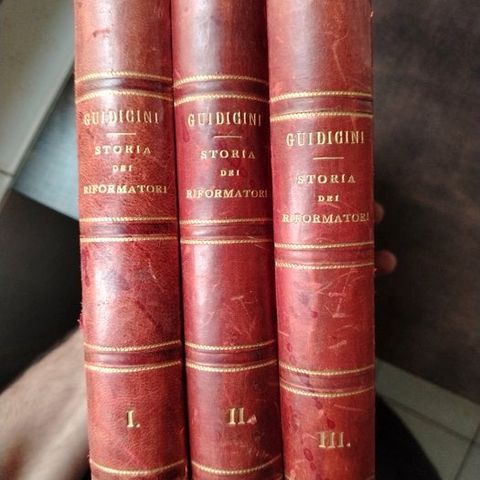 GUIDICINI
STORIA
DEI
RIFORMATORI
I.
GUIDICINI
STORIA
DEI
RIFORMATORI
II.
GUIDICINI
STORIA
DEI
RIFORMATORI
III.